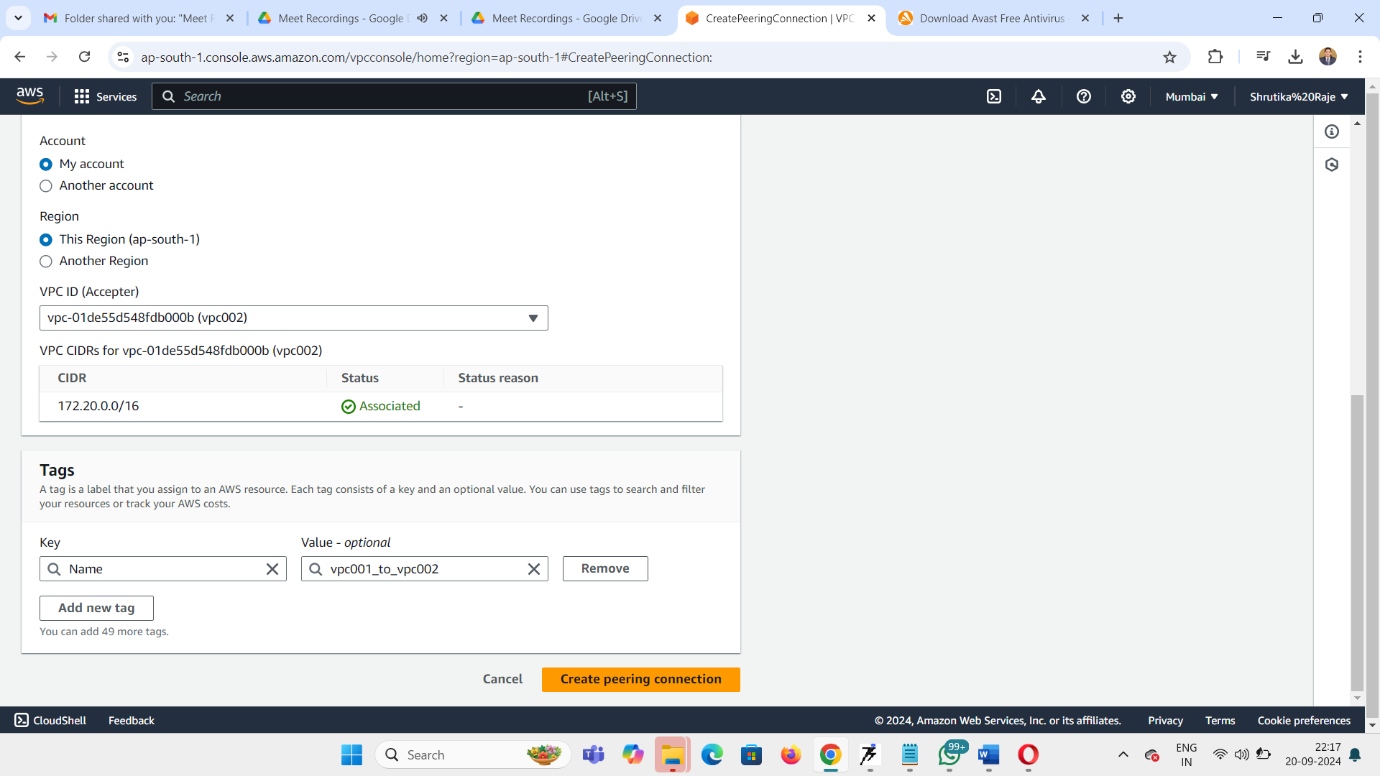 Folder shared with you: "Meet R
Meet Recordings - Google D
Meet Recordings - Google Driv
CreatePeeringConnection | VPC
Download Avast Free Antivirus
ap-south-1.console.aws.amazon.com/vpcconsole/home?region=ap-south-1#CreatePeeringConnection:
aws
Services
Search
[Alt+S]
Mumbai
Shrutika%20Raje
Account
My account
Another account
Region
This Region (ap-south-1)
Another Region
VPC ID (Accepter)
vpc-01de55d548fdb000b (vpc002)
VPC CIDRs for vpc-01de55d548fdb000b (vpc002)
CIDR Status Status reason
172.20.0.0/16 Associated -
Tags
A tag is a label that you assign to an AWS resource. Each tag consists of a key and an optional value. You can use tags to search and filter
your resources or track your AWS costs.
Key Value - optional
Name vpc001_to_vpc002 Remove
Add new tag
You can add 49 more tags.
Cancel Create peering connection
CloudShell Feedback © 2024, Amazon Web Services, Inc. or its affiliates. Privacy Terms Cookie preferences
Search
99+
ENG
IN
22:17
20-09-2024